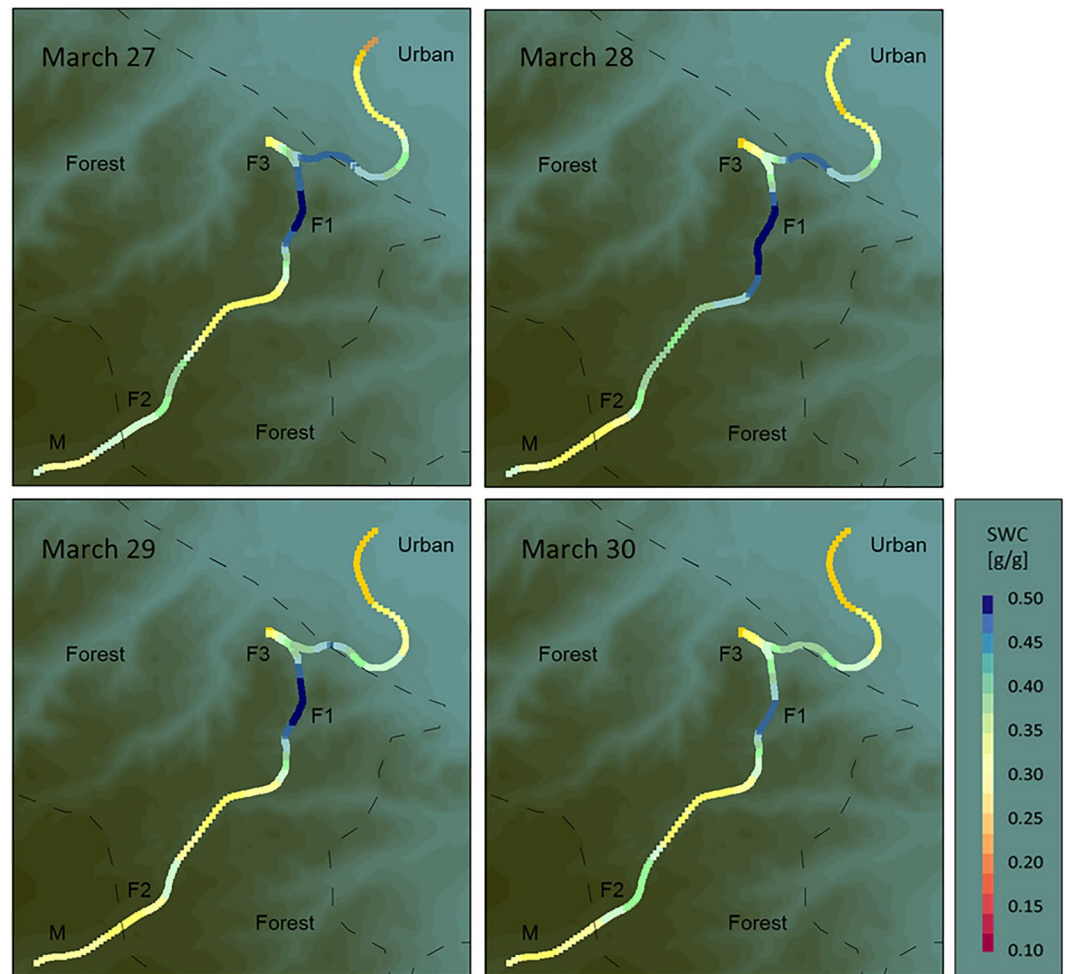 March 27
Urban
Forest
F3
F1
F2
M
Forest
March 28
Urban
Forest
F3
F1
F2
M
Forest
March 29
Urban
Forest
F3
F1
F2
M
Forest
March 30
Urban
Forest
F3
F1
F2
M
Forest
SWC
[g/g]
0.50
0.45
0.40
0.35
0.30
0.25
0.20
0.15
0.10